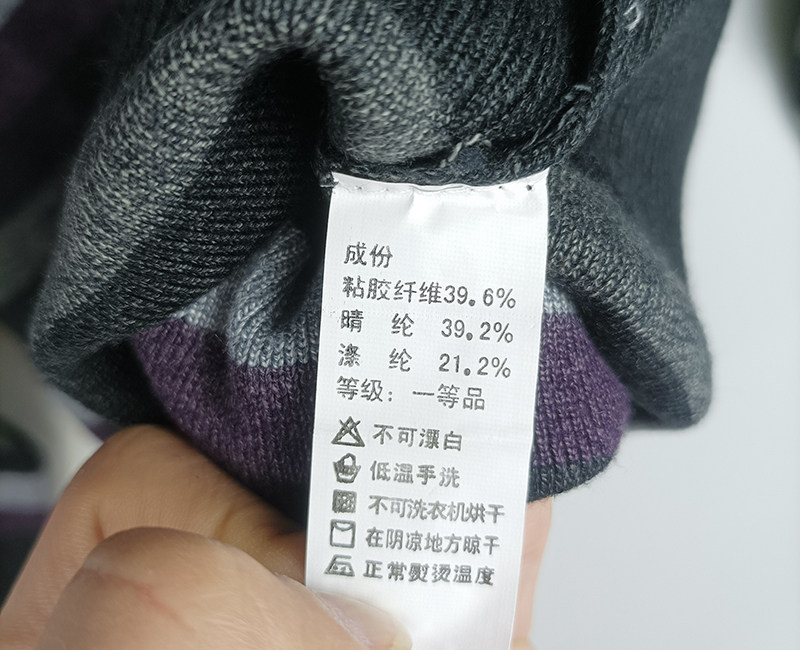 成份
粘胶纤维39.6%
晴 纶 39.2%
涤 纶 21.2%
等级: 一等品
不可漂白
低温手洗
不可洗衣机烘干
在阴凉地方晾干
正常熨烫温度